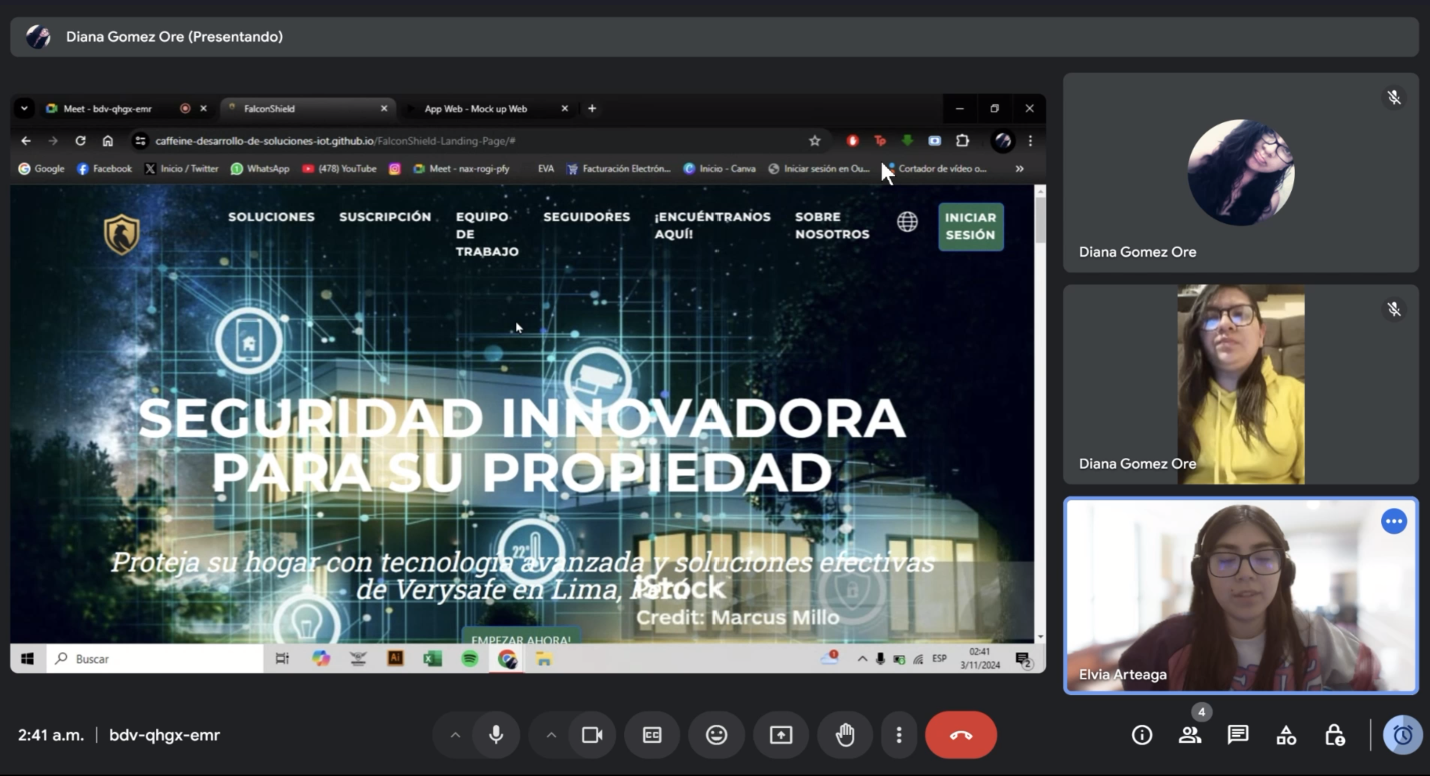 Diana Gomez Ore (Presentando)
Meet - bdv-qhgx-emr
FalconShield
App Web - Mock up Web
caffeine-desarrollo-de-soluciones-iot.github.io/FalconShield-Landing-Page/#
Google
Facebook
Inicio / Twitter
WhatsApp
(478) YouTube
Meet - nax-rogi-pfy
EVA
Facturación Electrón...
Inicio - Canva
Iniciar sesión en Ou...
Cortador de vídeo o...
SOLUCIONES
SUSCRIPCIÓN
EQUIPO
DE
TRABAJO
SEGUIDORES
¡ENCUÉNTRANOS
AQUÍ!
SOBRE
NOSOTROS
INICIAR
SESIÓN
SEGURIDAD INNOVADORA
PARA SU PROPIEDAD
Proteja su hogar con tecnología avanzada y soluciones efectivas
de Verysafe en Lima, Perú
iStock
Credit: Marcus Millo
EMPEZAR AHORA!
Buscar
Ai
ESP
02:41
3/11/2024
2
Diana Gomez Ore
Diana Gomez Ore
Elvia Arteaga
2:41 a.m. | bdv-qhgx-emr
4